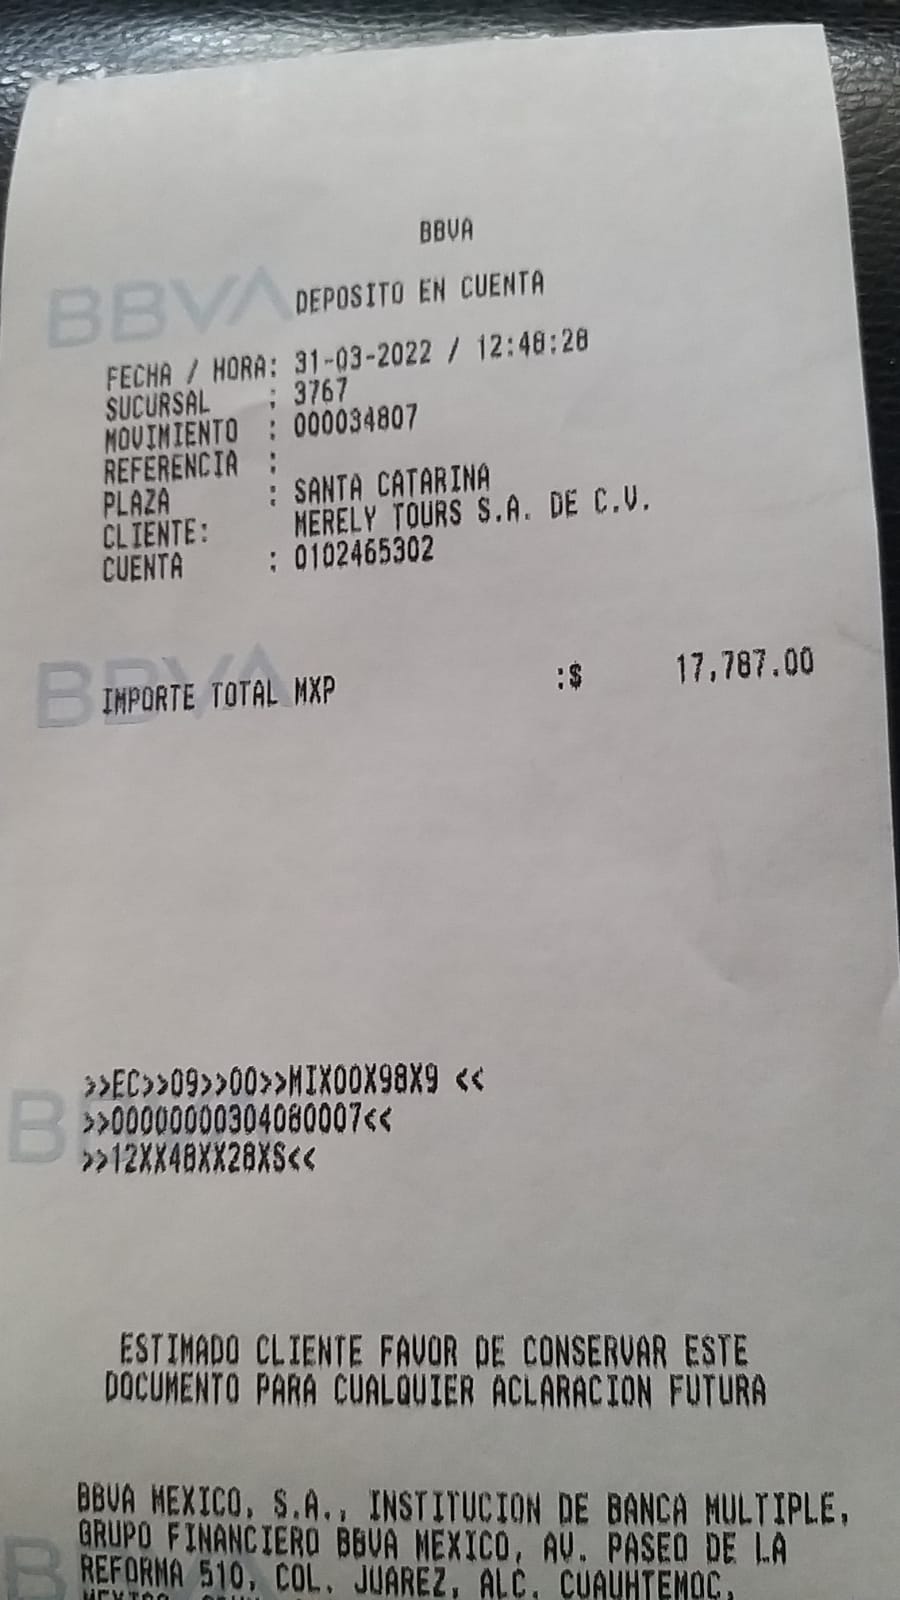 BBVA
BBVA DEPOSITO EN CUENTA
FECHA / HORA: 31-03-2022 / 12:48:28
SUCURSAL : 3767
MOVIMIENTO : 000034807
REFERENCIA :
PLAZA : SANTA CATARINA
CLIENTE: MERELY TOURS S.A. DE C.V.
CUENTA : 0102465302
BBVA
IMPORTE TOTAL MXP :$ 17,787.00
>>EC>>09>>00>>MIX00X98X9 <<
>>00000000304080007<<
>>12XX48XX28XS<<
ESTIMADO CLIENTE FAVOR DE CONSERVAR ESTE
DOCUMENTO PARA CUALQUIER ACLARACION FUTURA
BBVA MEXICO, S.A., INSTITUCION DE BANCA MULTIPLE,
GRUPO FINANCIERO BBVA MEXICO, AV. PASEO DE LA
REFORMA 510, COL. JUAREZ, ALC. CUAUHTEMOC,